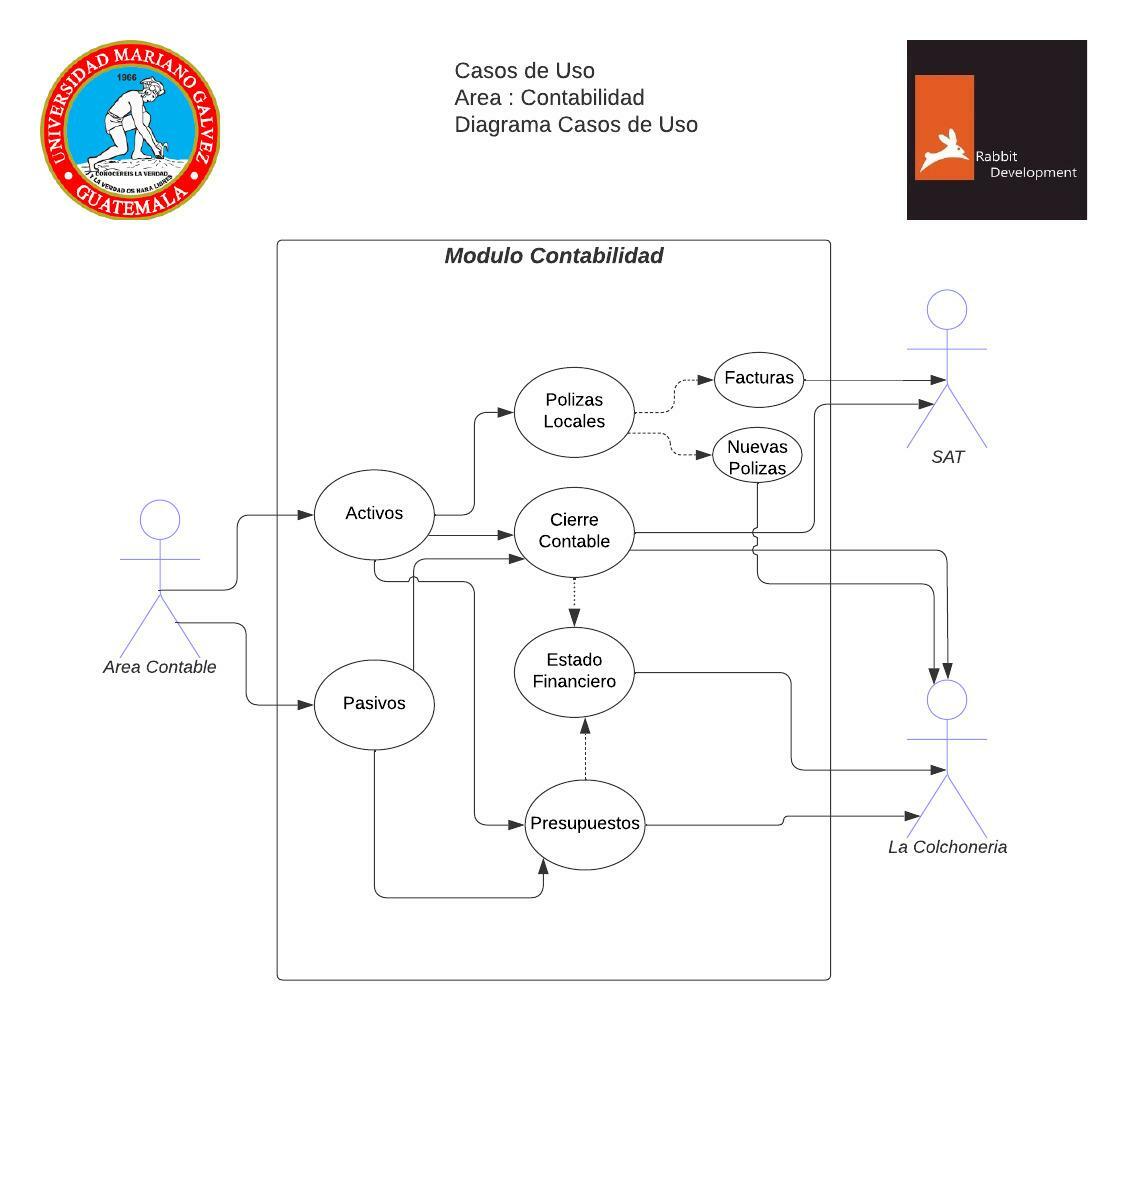 UNIVERSIDAD MARIANO GALVEZ
1966
CONOCEREIS LA VERDAD
Y LA VERDAD OS HARA LIBRES
GUATEMALA
Casos de Uso
Area : Contabilidad
Diagrama Casos de Uso
Rabbit
Development
Modulo Contabilidad
Facturas
Polizas
Locales
Nuevas
Polizas
SAT
Activos
Cierre
Contable
Area Contable
Estado
Financiero
Pasivos
Presupuestos
La Colchoneria